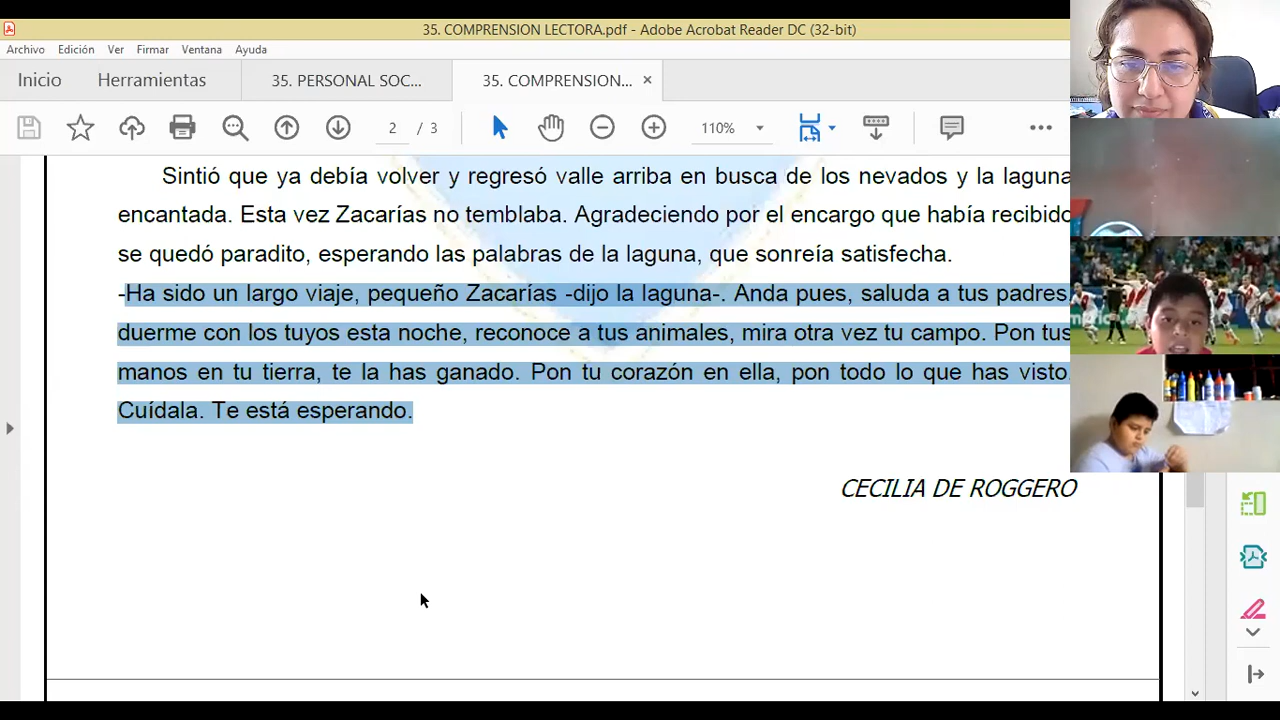 35. COMPRENSION LECTORA.pdf - Adobe Acrobat Reader DC (32-bit)
Archivo Edición Ver Firmar Ventana Ayuda
Inicio Herramientas 35. PERSONAL SOC... 35. COMPRENSION... ×
2 / 3 110%
Sintió que ya debía volver y regresó valle arriba en busca de los nevados y la laguna
encantada. Esta vez Zacarías no temblaba. Agradeciendo por el encargo que había recibido
se quedó paradito, esperando las palabras de la laguna, que sonreía satisfecha.
-Ha sido un largo viaje, pequeño Zacarías -dijo la laguna-. Anda pues, saluda a tus padres,
duerme con los tuyos esta noche, reconoce a tus animales, mira otra vez tu campo. Pon tus
manos en tu tierra, te la has ganado. Pon tu corazón en ella, pon todo lo que has visto.
Cuídala. Te está esperando.
CECILIA DE ROGGERO